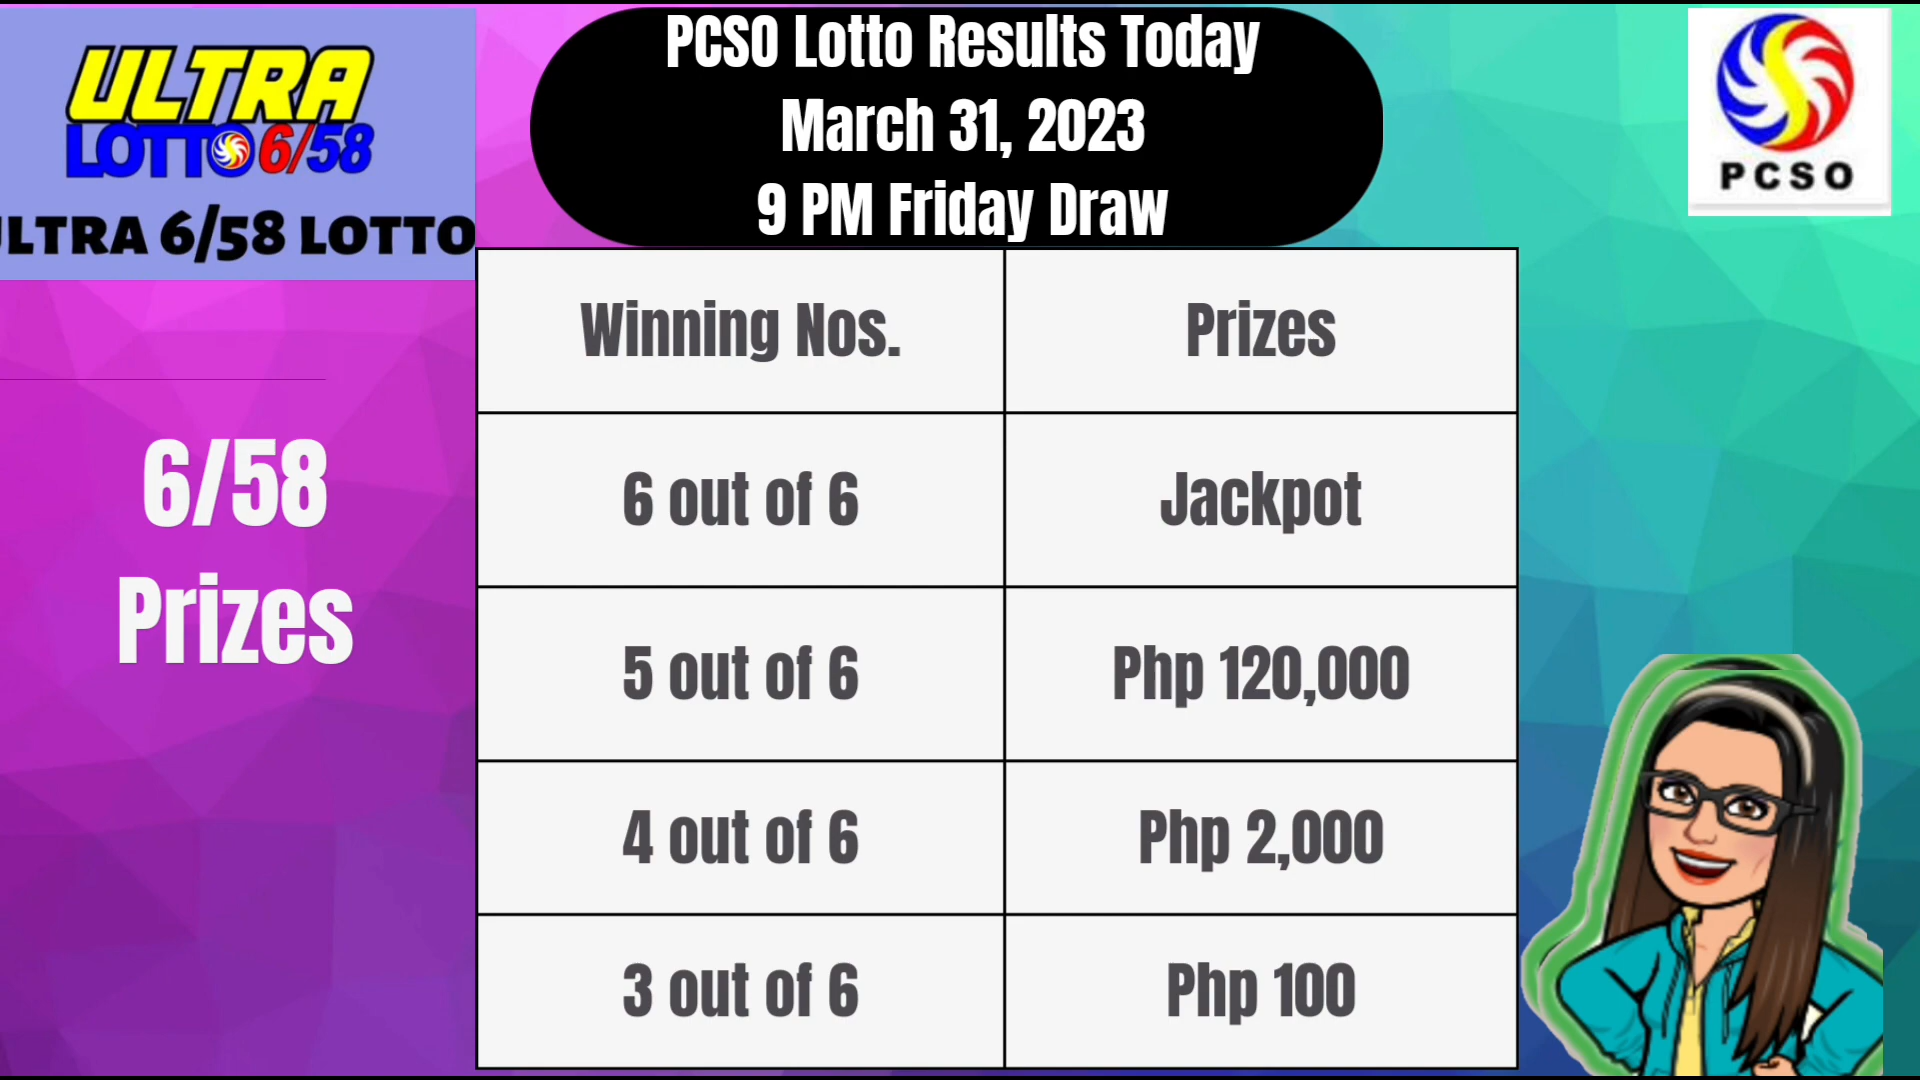 ULTRA
LOTTO 6/58
ULTRA 6/58 LOTTO
PCSO Lotto Results Today
March 31, 2023
9 PM Friday Draw
PCSO
6/58
Prizes
Winning Nos. Prizes
6 out of 6 Jackpot
5 out of 6 Php 120,000
4 out of 6 Php 2,000
3 out of 6 Php 100